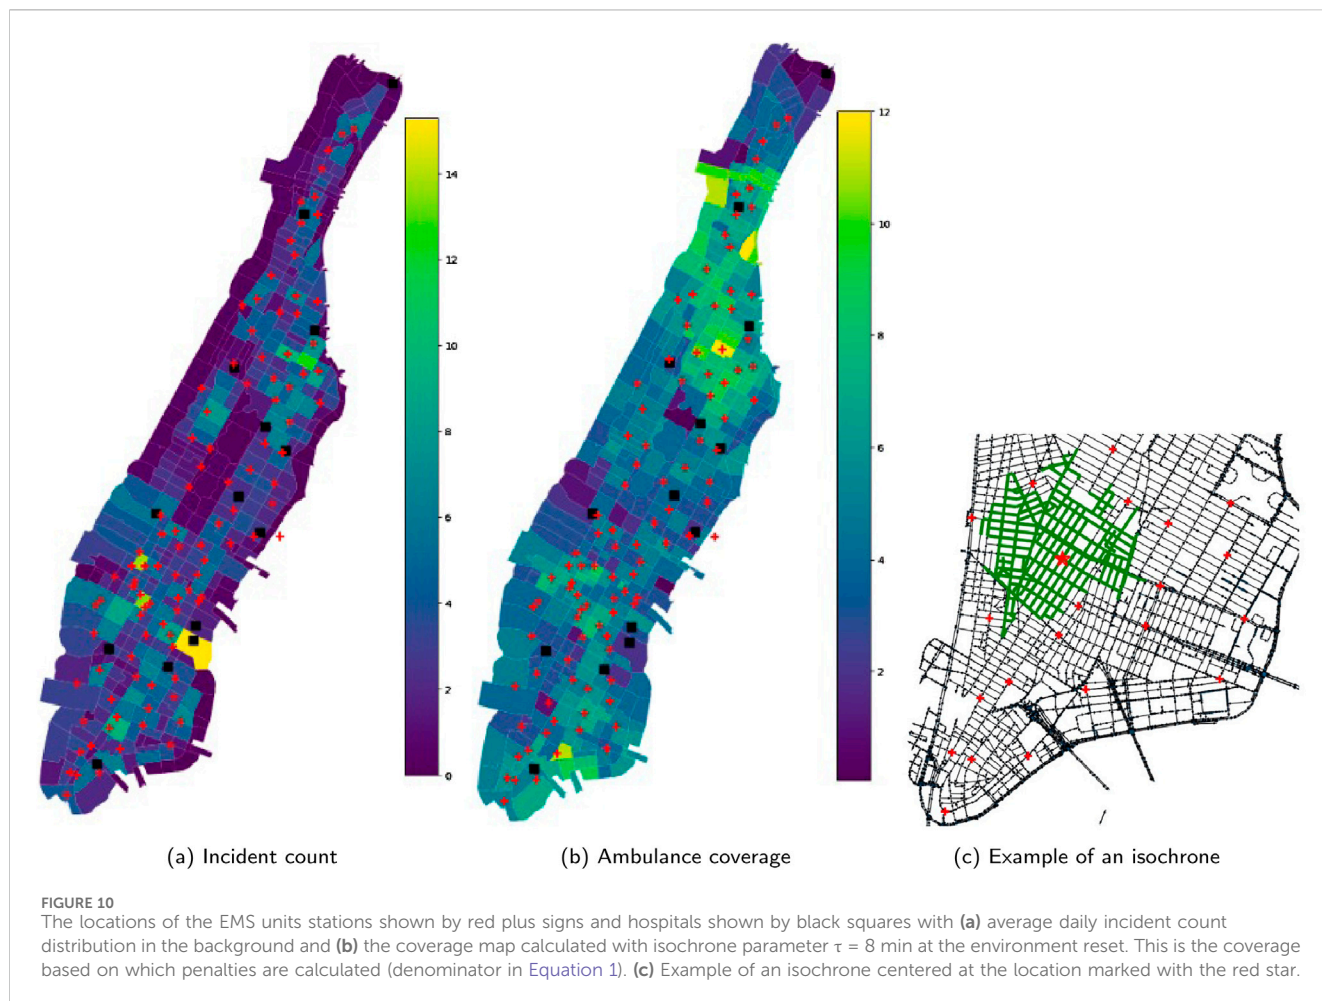 14
12
10
8
6
4
2
0
12
10
8
6
4
2
(a) Incident count
(b) Ambulance coverage
(c) Example of an isochrone
FIGURE 10
The locations of the EMS units stations shown by red plus signs and hospitals shown by black squares with (a) average daily incident count
distribution in the background and (b) the coverage map calculated with isochrone parameter τ = 8 min at the environment reset. This is the coverage
based on which penalties are calculated (denominator in Equation 1). (c) Example of an isochrone centered at the location marked with the red star.